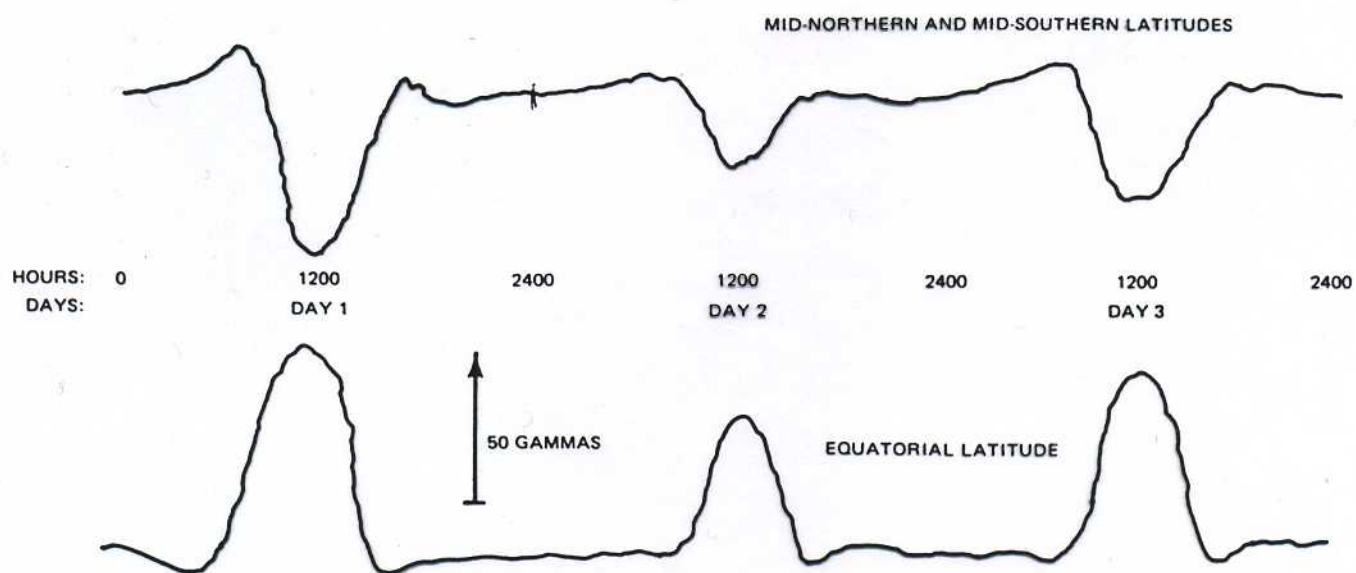 MID-NORTHERN AND MID-SOUTHERN LATITUDES
HOURS: 0 1200 2400 1200 2400 1200 2400
DAYS: DAY 1 DAY 2 DAY 3
50 GAMMAS
EQUATORIAL LATITUDE